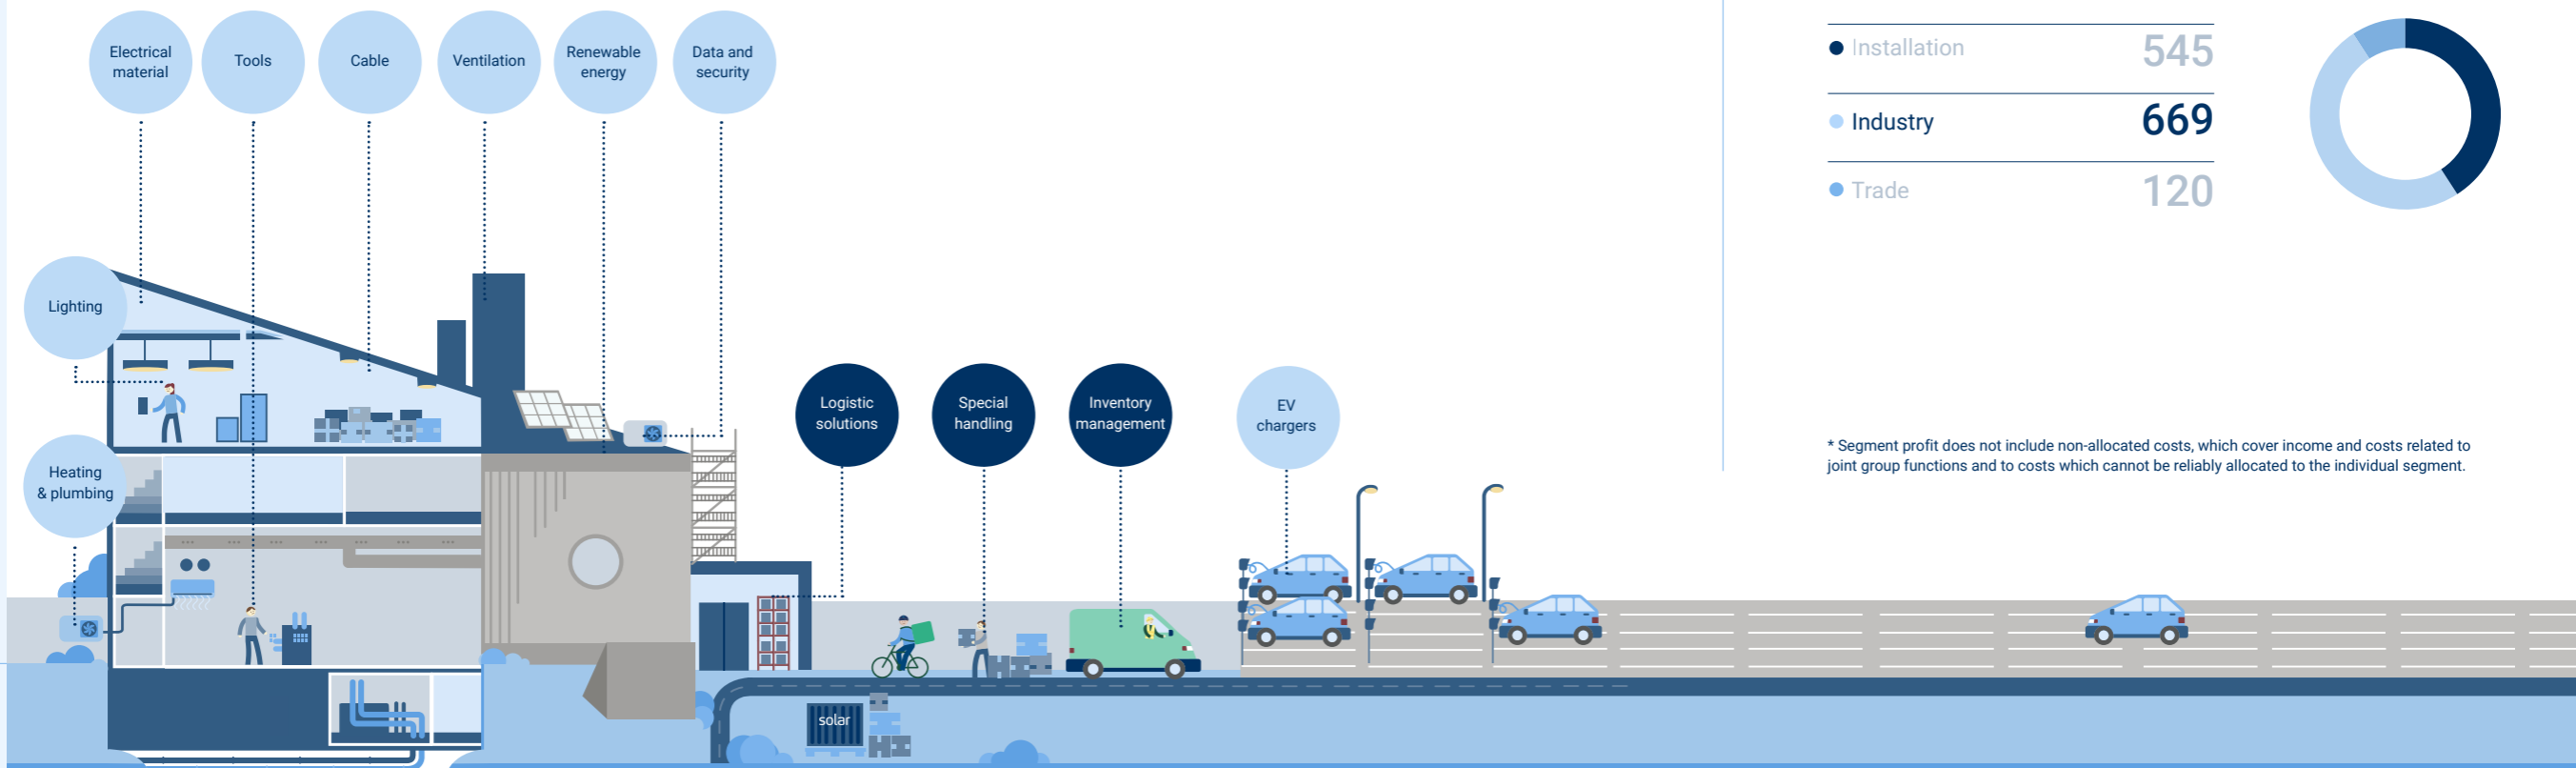 Electrical
material
Tools
Cable
Ventilation
Renewable
energy
Data and
security
Lighting
Heating
& plumbing
Logistic
solutions
Special
handling
Inventory
management
EV
chargers
solar
Installation 545
Industry 669
Trade 120
* Segment profit does not include non-allocated costs, which cover income and costs related to
joint group functions and to costs which cannot be reliably allocated to the individual segment.